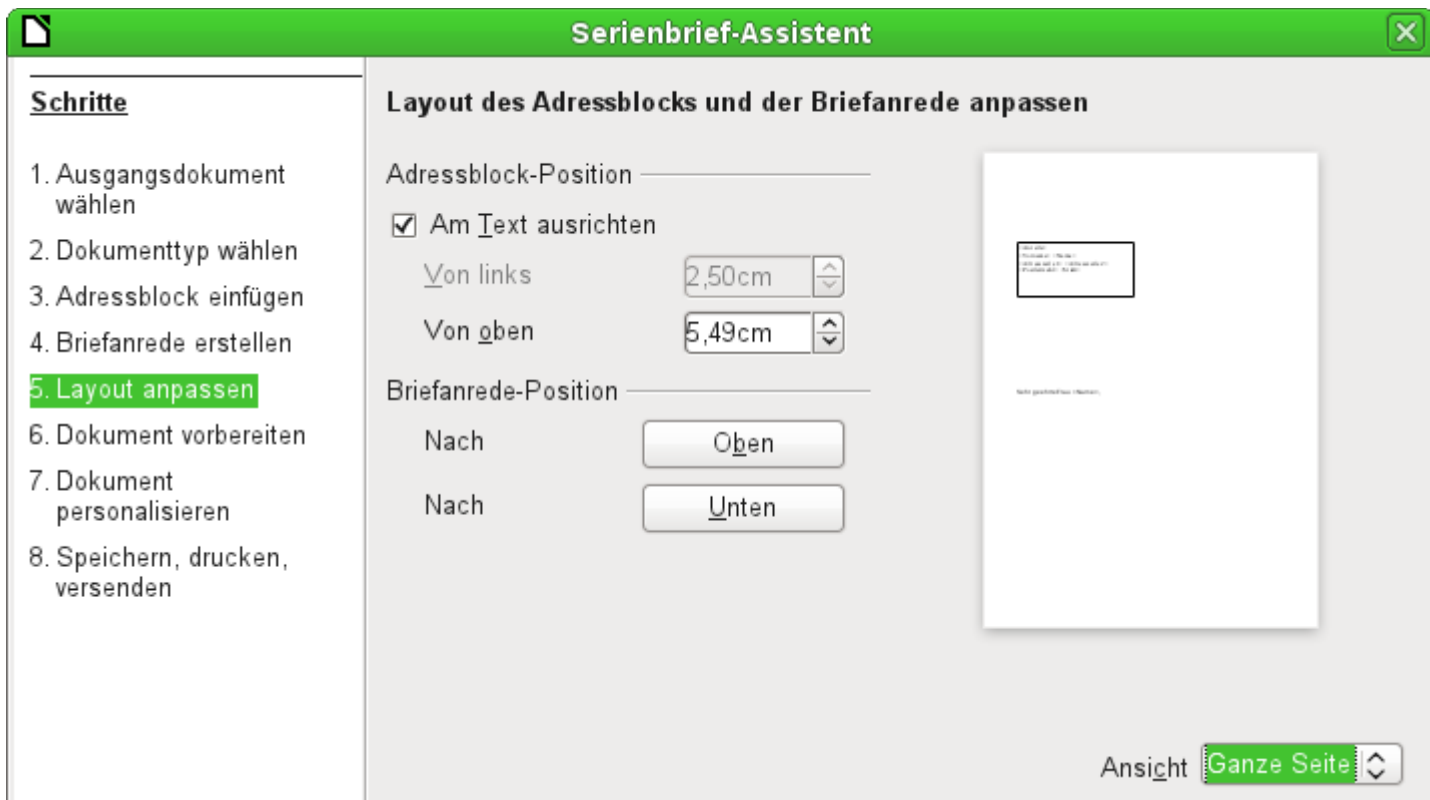 Serienbrief-Assistent
Schritte
1. Ausgangsdokument
wählen
2. Dokumenttyp wählen
3. Adressblock einfügen
4. Briefanrede erstellen
5. Layout anpassen
6. Dokument vorbereiten
7. Dokument
personalisieren
8. Speichern, drucken,
versenden
Layout des Adressblocks und der Briefanrede anpassen
Adressblock-Position
Am Text ausrichten
Von links 2,50cm
Von oben 5,49cm
Briefanrede-Position
Nach Oben
Nach Unten
Ansicht Ganze Seite